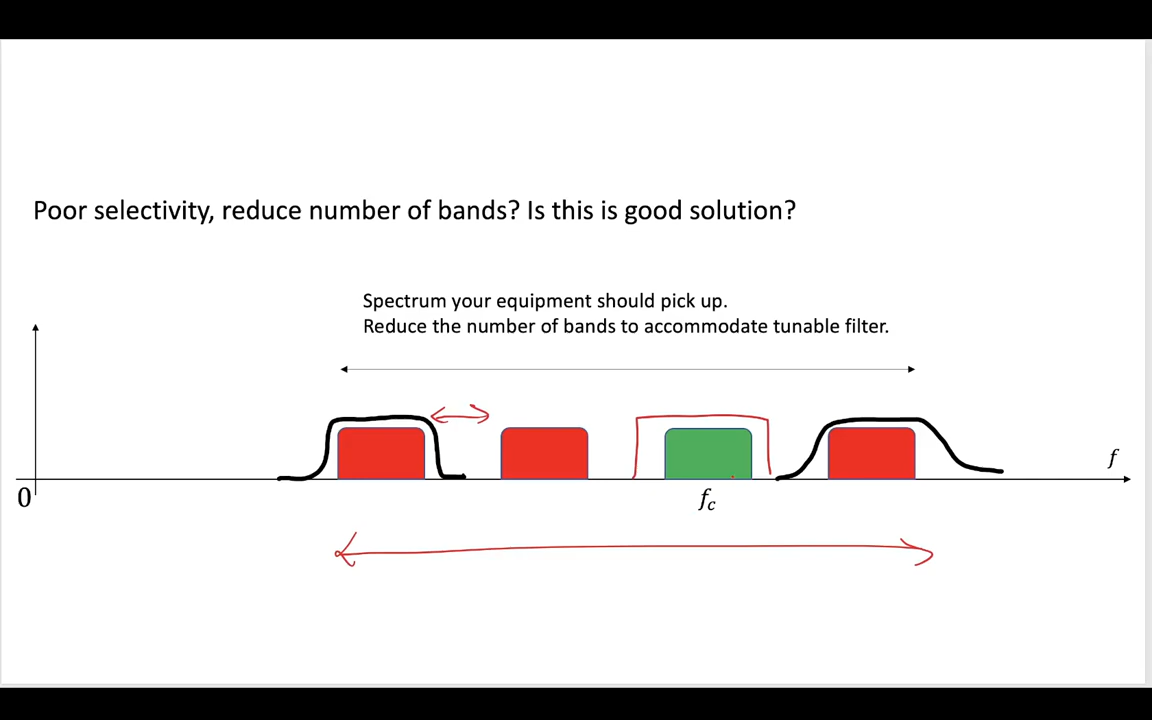 Poor selectivity, reduce number of bands? Is this is good solution?
Spectrum your equipment should pick up.
Reduce the number of bands to accommodate tunable filter.
f
0
f_c